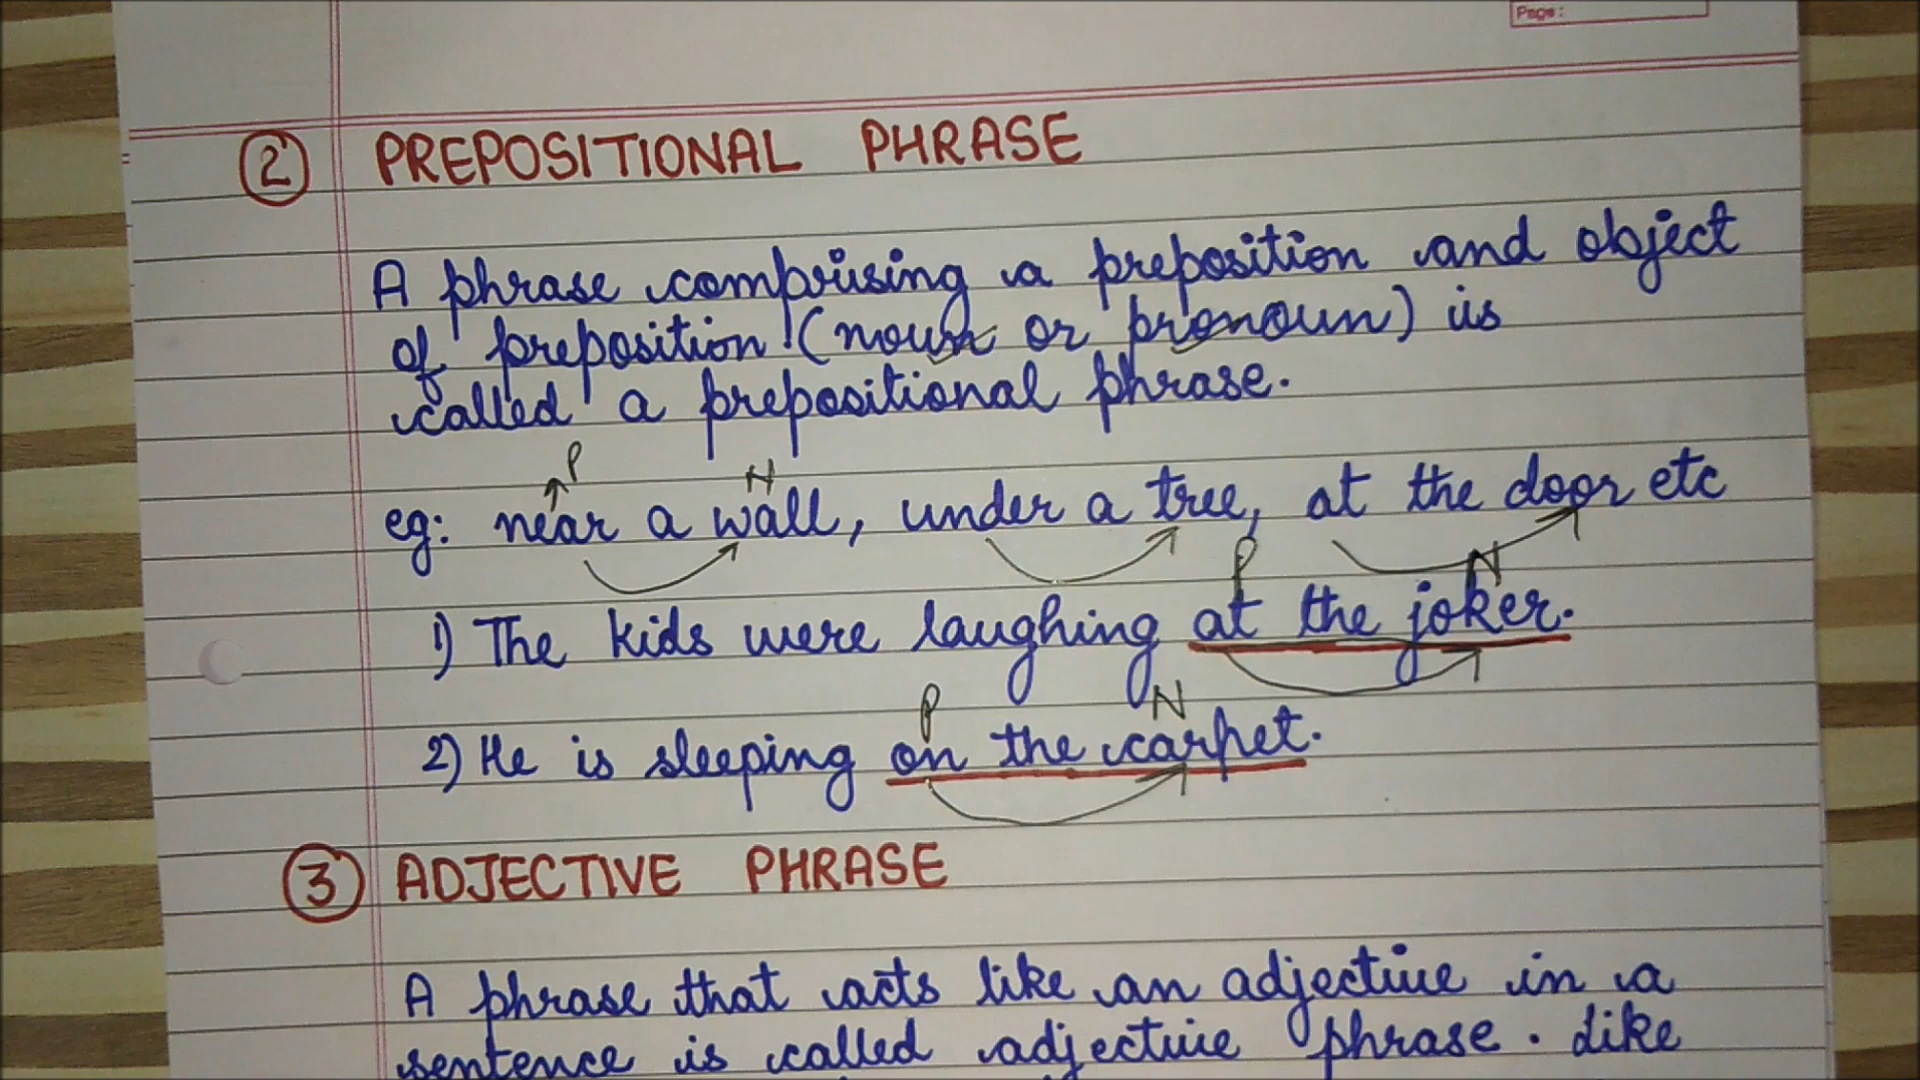 Page:
2 PREPOSITIONAL PHRASE
A phrase comprising a preposition and object
of preposition (noun or pronoun) is
called a prepositional phrase.
P N
eg: near a wall, under a tree, at the door etc
P N
1) The kids were laughing at the joker.
P N
2) He is sleeping on the carpet.
3 ADJECTIVE PHRASE
A phrase that acts like an adjective in a
sentence is called adjective phrase. Like